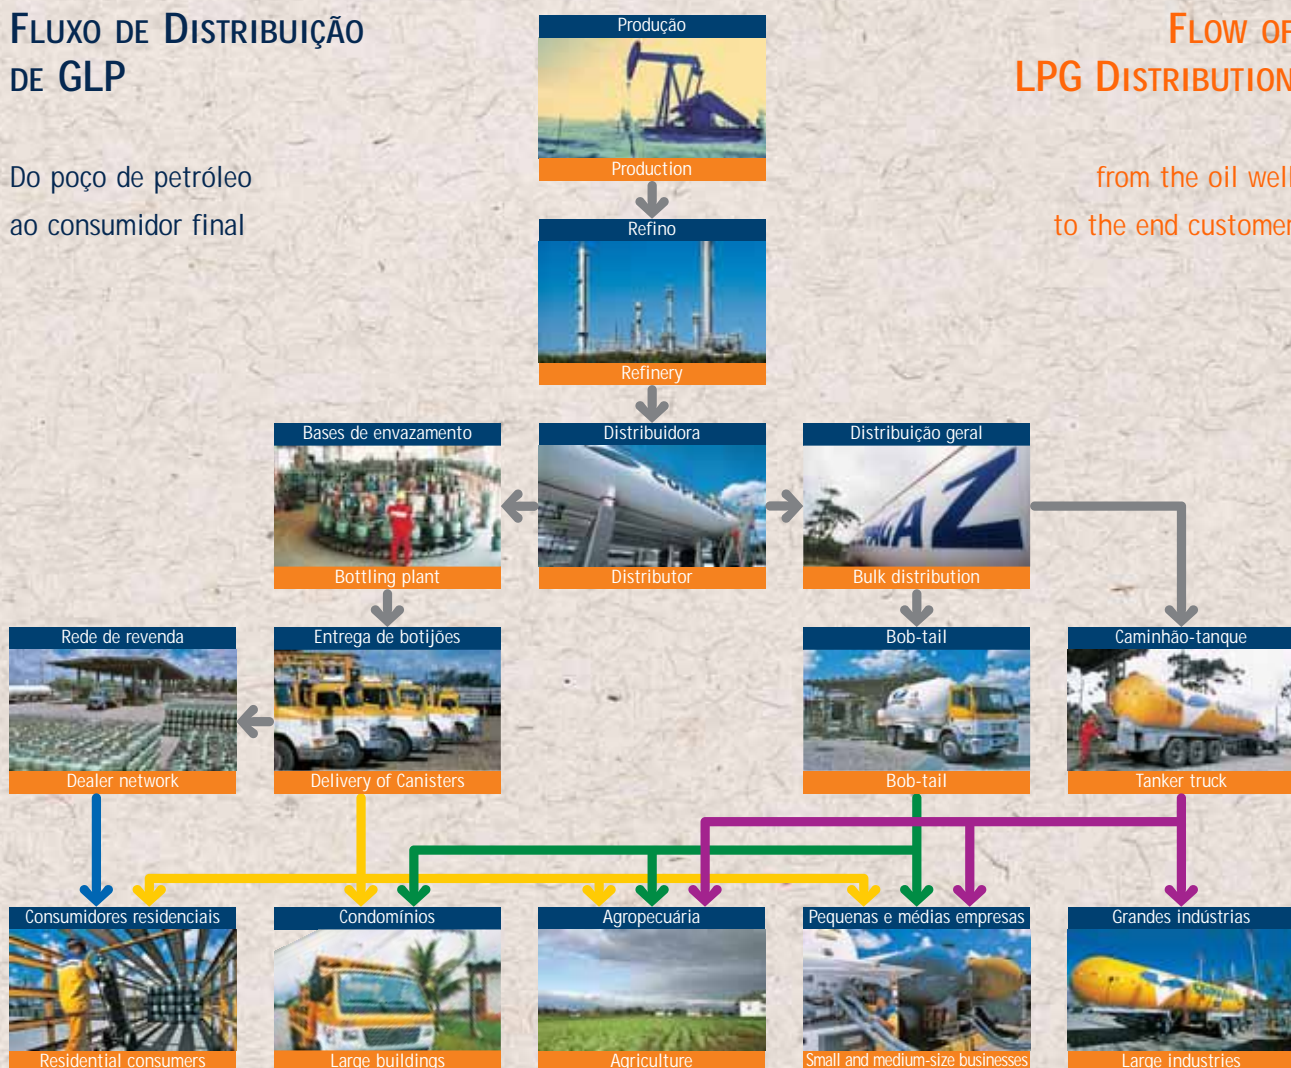 FLUXO DE DISTRIBUIÇÃO
DE GLP
Do poço de petróleo
ao consumidor final
FLOW OF
LPG DISTRIBUTION
from the oil well
to the end customer
Produção
Production
Refino
Refinery
Bases de envazamento
Bottling plant
Distribuidora
Distributor
Distribuição geral
GAZ
Bulk distribution
Rede de revenda
Dealer network
Entrega de botijões
Delivery of Canisters
Bob-tail
Bob-tail
Caminhão-tanque
Tanker truck
Consumidores residenciais
Residential consumers
Condomínios
Large buildings
Agropecuária
Agriculture
Pequenas e médias empresas
Small and medium-size businesses
Grandes indústrias
Large industries